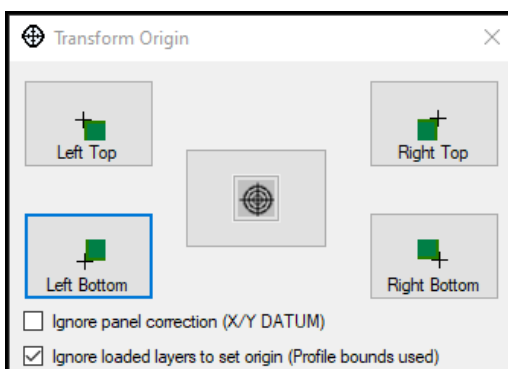 Transform Origin
Left Top
Right Top
Left Bottom
Right Bottom
Ignore panel correction (X/Y DATUM)
Ignore loaded layers to set origin (Profile bounds used)